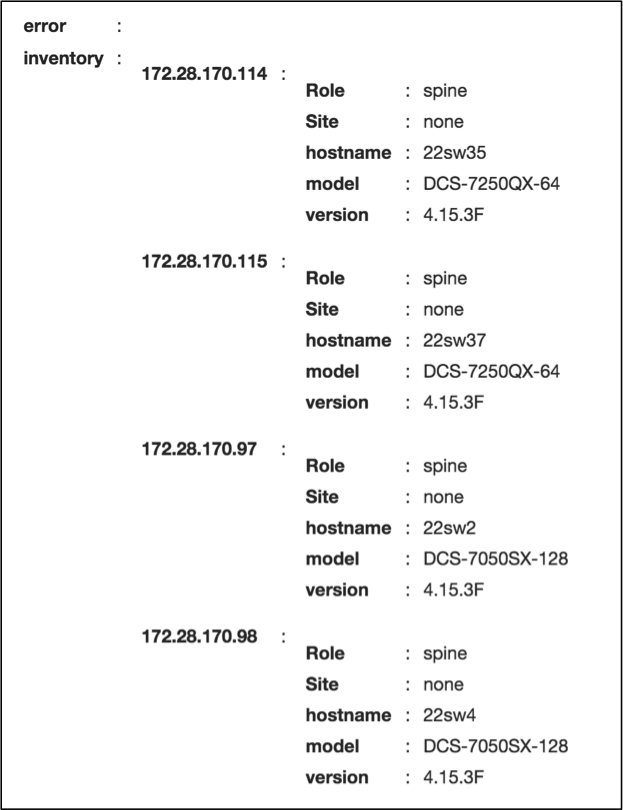 error :
inventory :
172.28.170.114 :
Role : spine
Site : none
hostname : 22sw35
model : DCS-7250QX-64
version : 4.15.3F
172.28.170.115 :
Role : spine
Site : none
hostname : 22sw37
model : DCS-7250QX-64
version : 4.15.3F
172.28.170.97 :
Role : spine
Site : none
hostname : 22sw2
model : DCS-7050SX-128
version : 4.15.3F
172.28.170.98 :
Role : spine
Site : none
hostname : 22sw4
model : DCS-7050SX-128
version : 4.15.3F